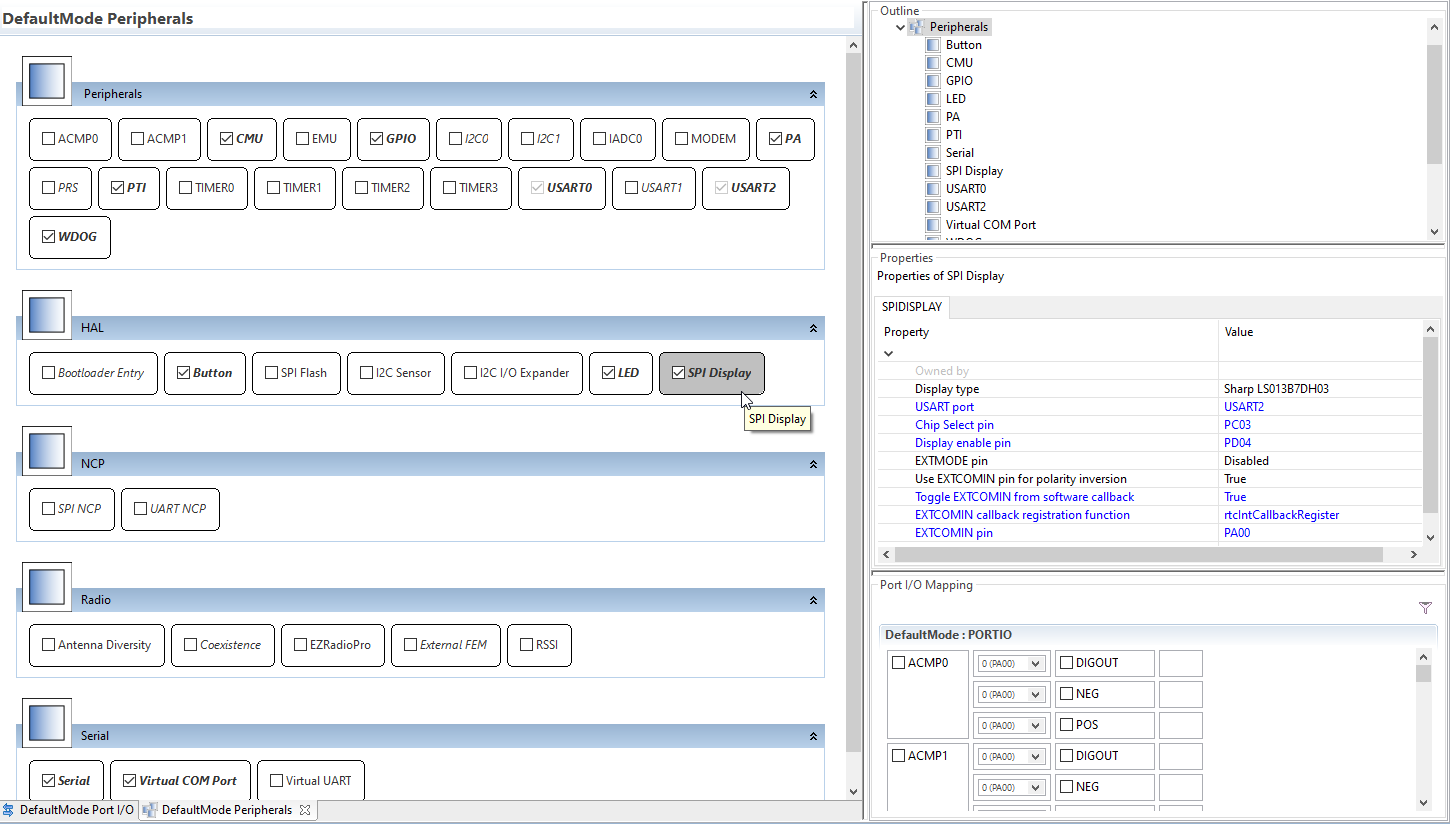 DefaultMode Peripherals
Peripherals
ACMP0 ACMP1 CMU EMU GPIO I2C0 I2C1 IADC0 MODEM PA
PRS PTI TIMER0 TIMER1 TIMER2 TIMER3 USART0 USART1 USART2
WDOG
HAL
Bootloader Entry Button SPI Flash I2C Sensor I2C I/O Expander LED SPI Display
SPI Display
NCP
SPI NCP UART NCP
Radio
Antenna Diversity Coexistence EZRadioPro External FEM RSSI
Serial
Serial Virtual COM Port Virtual UART
DefaultMode Port I/O DefaultMode Peripherals
Outline
Peripherals
Button
CMU
GPIO
LED
PA
PTI
Serial
SPI Display
USART0
USART2
Virtual COM Port
WDOG
Properties
Properties of SPI Display
SPIDISPLAY
Property Value
Owned by
Display type Sharp LS013B7DH03
USART port USART2
Chip Select pin PC03
Display enable pin PD04
EXTMODE pin Disabled
Use EXTCOMIN pin for polarity inversion True
Toggle EXTCOMIN from software callback True
EXTCOMIN callback registration function rtcIntCallbackRegister
EXTCOMIN pin PA00
Port I/O Mapping
DefaultMode : PORTIO
ACMP0 0 (PA00) DIGOUT
0 (PA00) NEG
0 (PA00) POS
ACMP1 0 (PA00) DIGOUT
0 (PA00) NEG